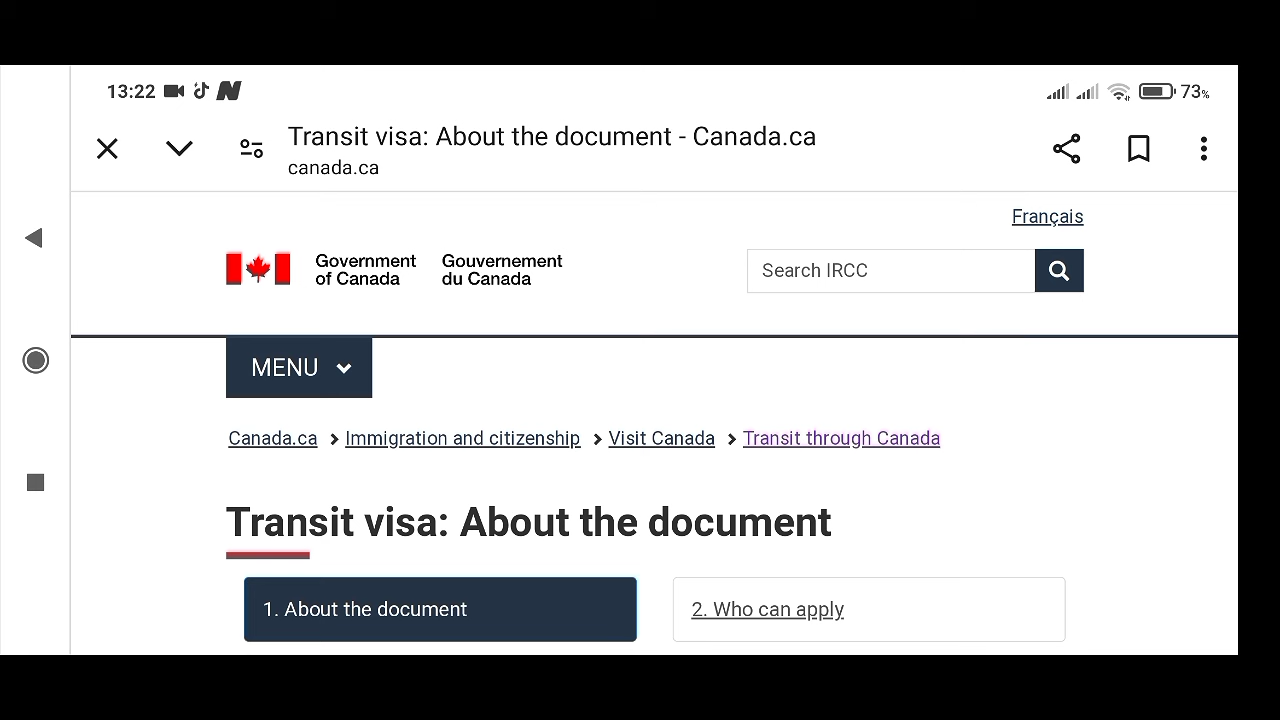 13:22
73%
Transit visa: About the document - Canada.ca
canada.ca
Français
Government of Canada
Gouvernement du Canada
Search IRCC
MENU
Canada.ca > Immigration and citizenship > Visit Canada > Transit through Canada
Transit visa: About the document
1. About the document
2. Who can apply